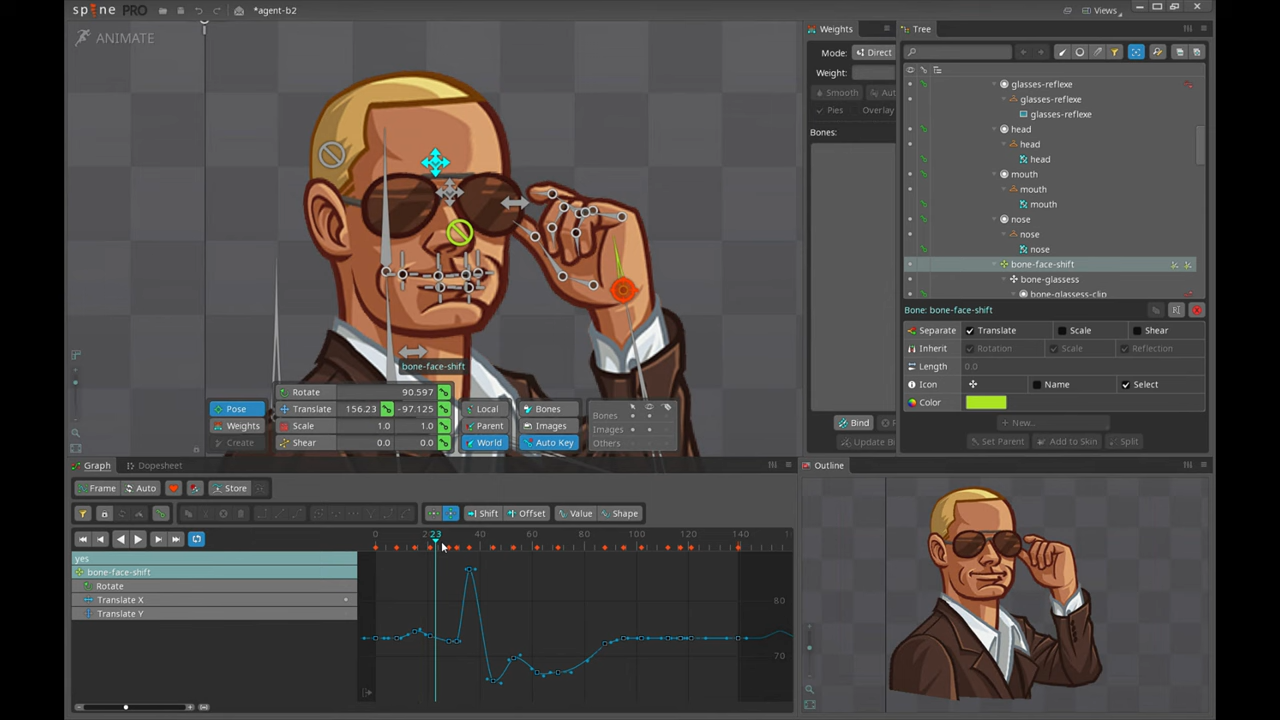 spine PRO
*agent-b2
Views
ANIMATE
Weights
Mode:
Direct
Weight:
Smooth
Pies
Overlay
Bones:
Bind
Update B
Tree
glasses-reflexe
glasses-reflexe
glasses-reflexe
head
head
head
mouth
mouth
mouth
nose
nose
nose
bone-face-shift
bone-glassess
bone-glassess-clip
Bone: bone-face-shift
Separate
Translate
Scale
Shear
Inherit
Rotation
Scale
Reflection
Length
0.0
Icon
Name
Select
Color
New...
Set Parent
Add to Skin
Split
bone-face-shift
Pose
Weights
Create
Rotate
90.597
Translate
156.23
-97.125
Scale
1.0
1.0
Shear
0.0
0.0
Local
Parent
World
Bones
Images
Auto Key
Bones
Images
Others
Graph
Dopesheet
Frame
Auto
Store
Shift
Offset
Value
Shape
0
23
40
60
80
100
120
140
yes
bone-face-shift
Rotate
Translate X
Translate Y
80
70
Outline